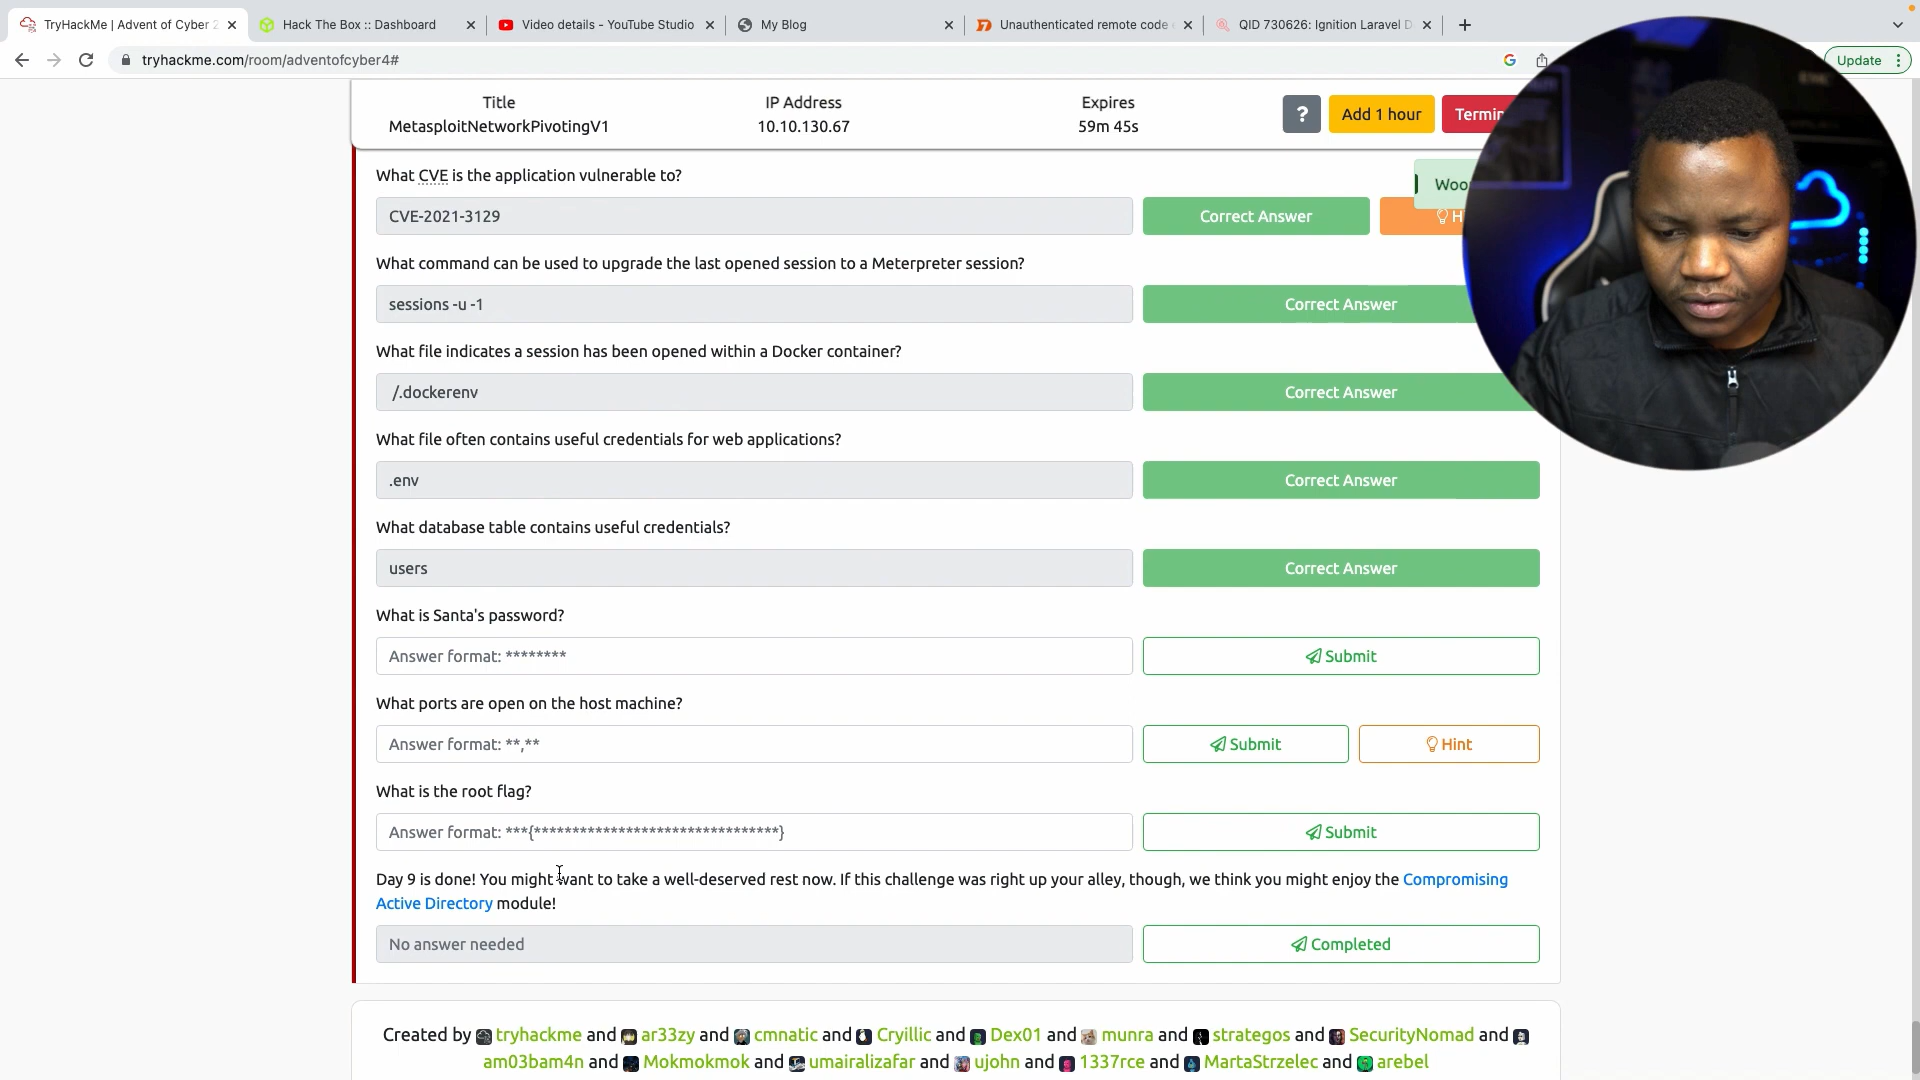 TryHackMe | Advent of Cyber 2
Hack The Box :: Dashboard
Video details - YouTube Studio
My Blog
Unauthenticated remote code
QID 730626: Ignition Laravel D
tryhackme.com/room/adventofcyber4#
Update
Title
IP Address
Expires
MetasploitNetworkPivotingV1
10.10.130.67
59m 45s
?
Add 1 hour
Termin
What CVE is the application vulnerable to?
Woo
CVE-2021-3129
Correct Answer
H
What command can be used to upgrade the last opened session to a Meterpreter session?
sessions -u -1
Correct Answer
What file indicates a session has been opened within a Docker container?
/.dockerenv
Correct Answer
What file often contains useful credentials for web applications?
.env
Correct Answer
What database table contains useful credentials?
users
Correct Answer
What is Santa's password?
Answer format: ********
Submit
What ports are open on the host machine?
Answer format: **,**
Submit
Hint
What is the root flag?
Answer format: ***{********************************}
Submit
Day 9 is done! You might want to take a well-deserved rest now. If this challenge was right up your alley, though, we think you might enjoy the Compromising
Active Directory module!
No answer needed
Completed
Created by tryhackme and ar33zy and cmnatic and Cryillic and Dex01 and munra and strategos and SecurityNomad and
am03bam4n and Mokmokmok and umairalizafar and ujohn and 1337rce and MartaStrzelec and arebel